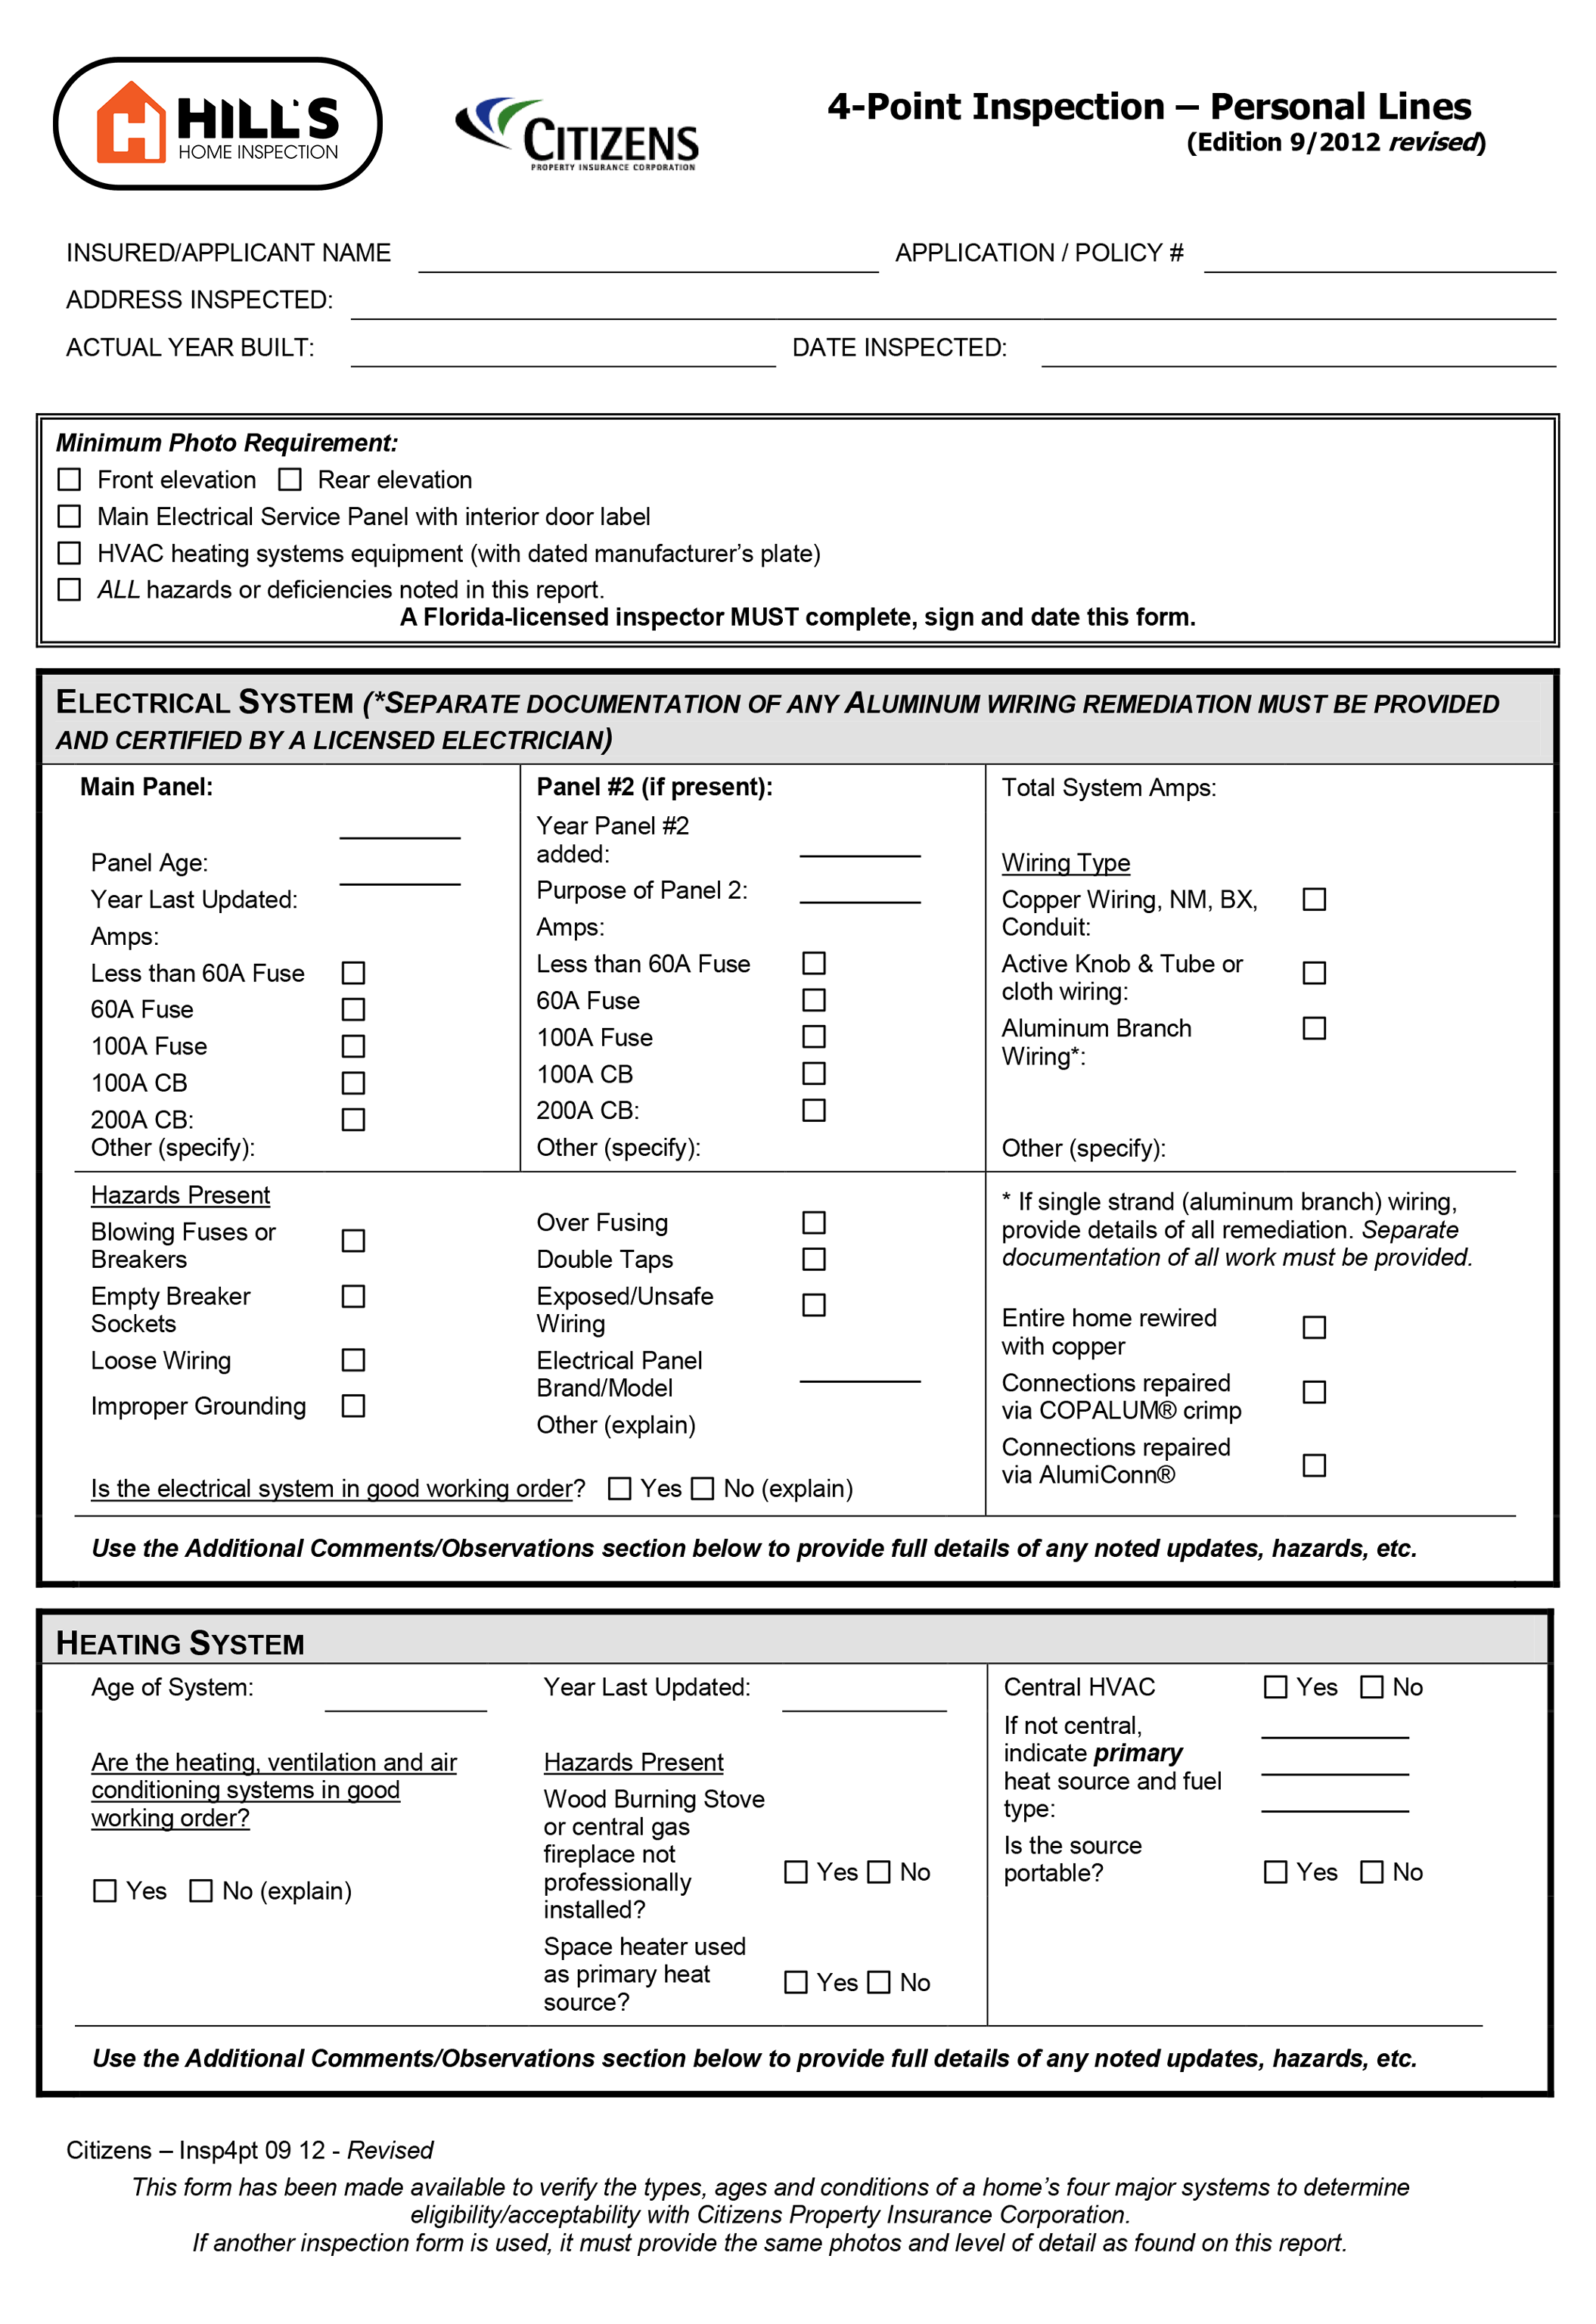 HILL'S
HOME INSPECTION
CITIZENS
PROPERTY INSURANCE CORPORATION
4-Point Inspection – Personal Lines
(Edition 9/2012 revised)
INSURED/APPLICANT NAME APPLICATION / POLICY #
ADDRESS INSPECTED:
ACTUAL YEAR BUILT: DATE INSPECTED:
Minimum Photo Requirement:
Front elevation Rear elevation
Main Electrical Service Panel with interior door label
HVAC heating systems equipment (with dated manufacturer's plate)
ALL hazards or deficiencies noted in this report.
A Florida-licensed inspector MUST complete, sign and date this form.
ELECTRICAL SYSTEM (*SEPARATE DOCUMENTATION OF ANY ALUMINUM WIRING REMEDIATION MUST BE PROVIDED
AND CERTIFIED BY A LICENSED ELECTRICIAN)
Main Panel:
Panel Age:
Year Last Updated:
Amps:
Less than 60A Fuse
60A Fuse
100A Fuse
100A CB
200A CB:
Other (specify):
Panel #2 (if present):
Year Panel #2
added:
Purpose of Panel 2:
Amps:
Less than 60A Fuse
60A Fuse
100A Fuse
100A CB
200A CB:
Other (specify):
Total System Amps:
Wiring Type
Copper Wiring, NM, BX,
Conduit:
Active Knob & Tube or
cloth wiring:
Aluminum Branch
Wiring*:
Other (specify):
Hazards Present
Blowing Fuses or
Breakers
Empty Breaker
Sockets
Loose Wiring
Improper Grounding
Over Fusing
Double Taps
Exposed/Unsafe
Wiring
Electrical Panel
Brand/Model
Other (explain)
Is the electrical system in good working order? Yes No (explain)
* If single strand (aluminum branch) wiring,
provide details of all remediation. Separate
documentation of all work must be provided.
Entire home rewired
with copper
Connections repaired
via COPALUM® crimp
Connections repaired
via AlumiConn®
Use the Additional Comments/Observations section below to provide full details of any noted updates, hazards, etc.
HEATING SYSTEM
Age of System:
Are the heating, ventilation and air
conditioning systems in good
working order?
Yes No (explain)
Year Last Updated:
Hazards Present
Wood Burning Stove
or central gas
fireplace not
professionally
installed?
Yes No
Space heater used
as primary heat
source?
Yes No
Central HVAC Yes No
If not central,
indicate primary
heat source and fuel
type:
Is the source
portable?
Yes No
Use the Additional Comments/Observations section below to provide full details of any noted updates, hazards, etc.
Citizens – Insp4pt 09 12 - Revised
This form has been made available to verify the types, ages and conditions of a home's four major systems to determine
eligibility/acceptability with Citizens Property Insurance Corporation.
If another inspection form is used, it must provide the same photos and level of detail as found on this report.